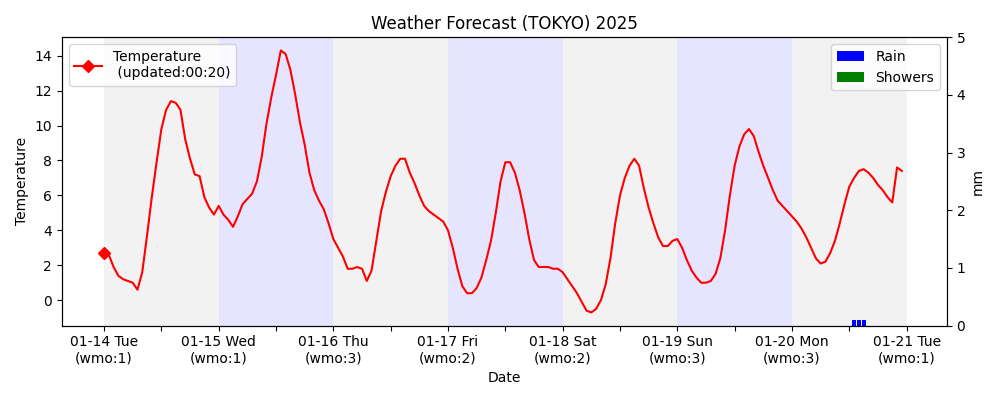 Weather Forecast (TOKYO) 2025
Temperature
(updated:00:20)
Rain
Showers
Temperature
14
12
10
8
6
4
2
0
5
4
3
2
1
0
mm
01-14 Tue
(wmo:1)
01-15 Wed
(wmo:1)
01-16 Thu
(wmo:3)
01-17 Fri
(wmo:2)
01-18 Sat
(wmo:2)
01-19 Sun
(wmo:3)
01-20 Mon
(wmo:3)
01-21 Tue
(wmo:1)
Date